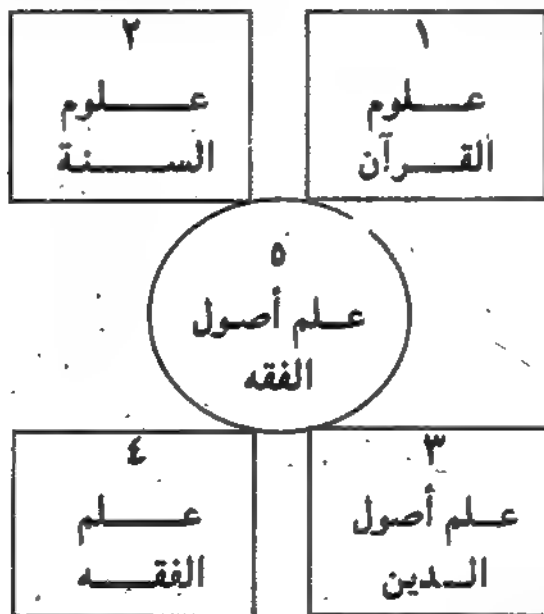 ١
علوم
القرآن
٢
علوم
السنة
٥
علم أصول
الفقه
٣
علم أصول
الدين
٤
علم
الفقه